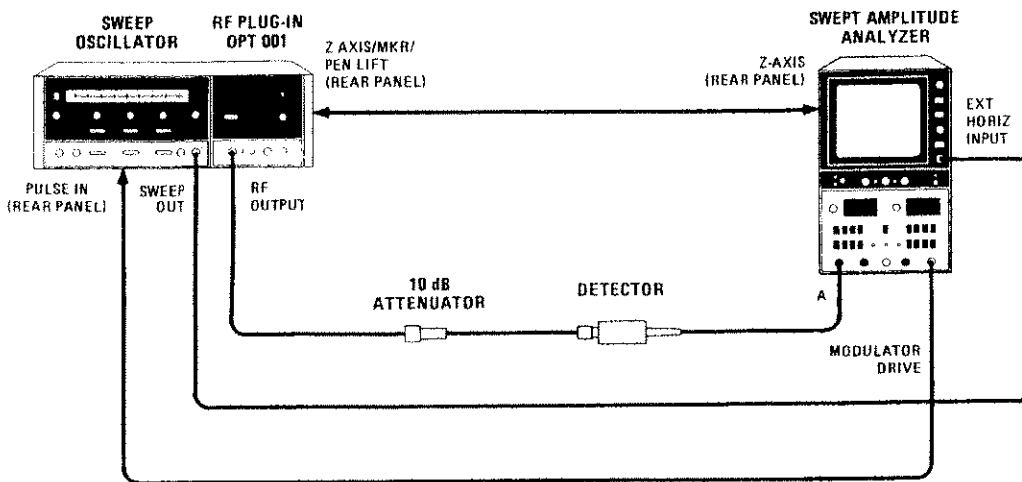 SWEEP
OSCILLATOR
RF PLUG-IN
OPT 001
SWEPT AMPLITUDE
ANALYZER
Z AXIS/MKR/
PEN LIFT
(REAR PANEL)
Z-AXIS
(REAR PANEL)
EXT
HORIZ
INPUT
PULSE IN
(REAR PANEL)
SWEEP
OUT
RF
OUTPUT
10 dB
ATTENUATOR
DETECTOR
A
MODULATOR
DRIVE